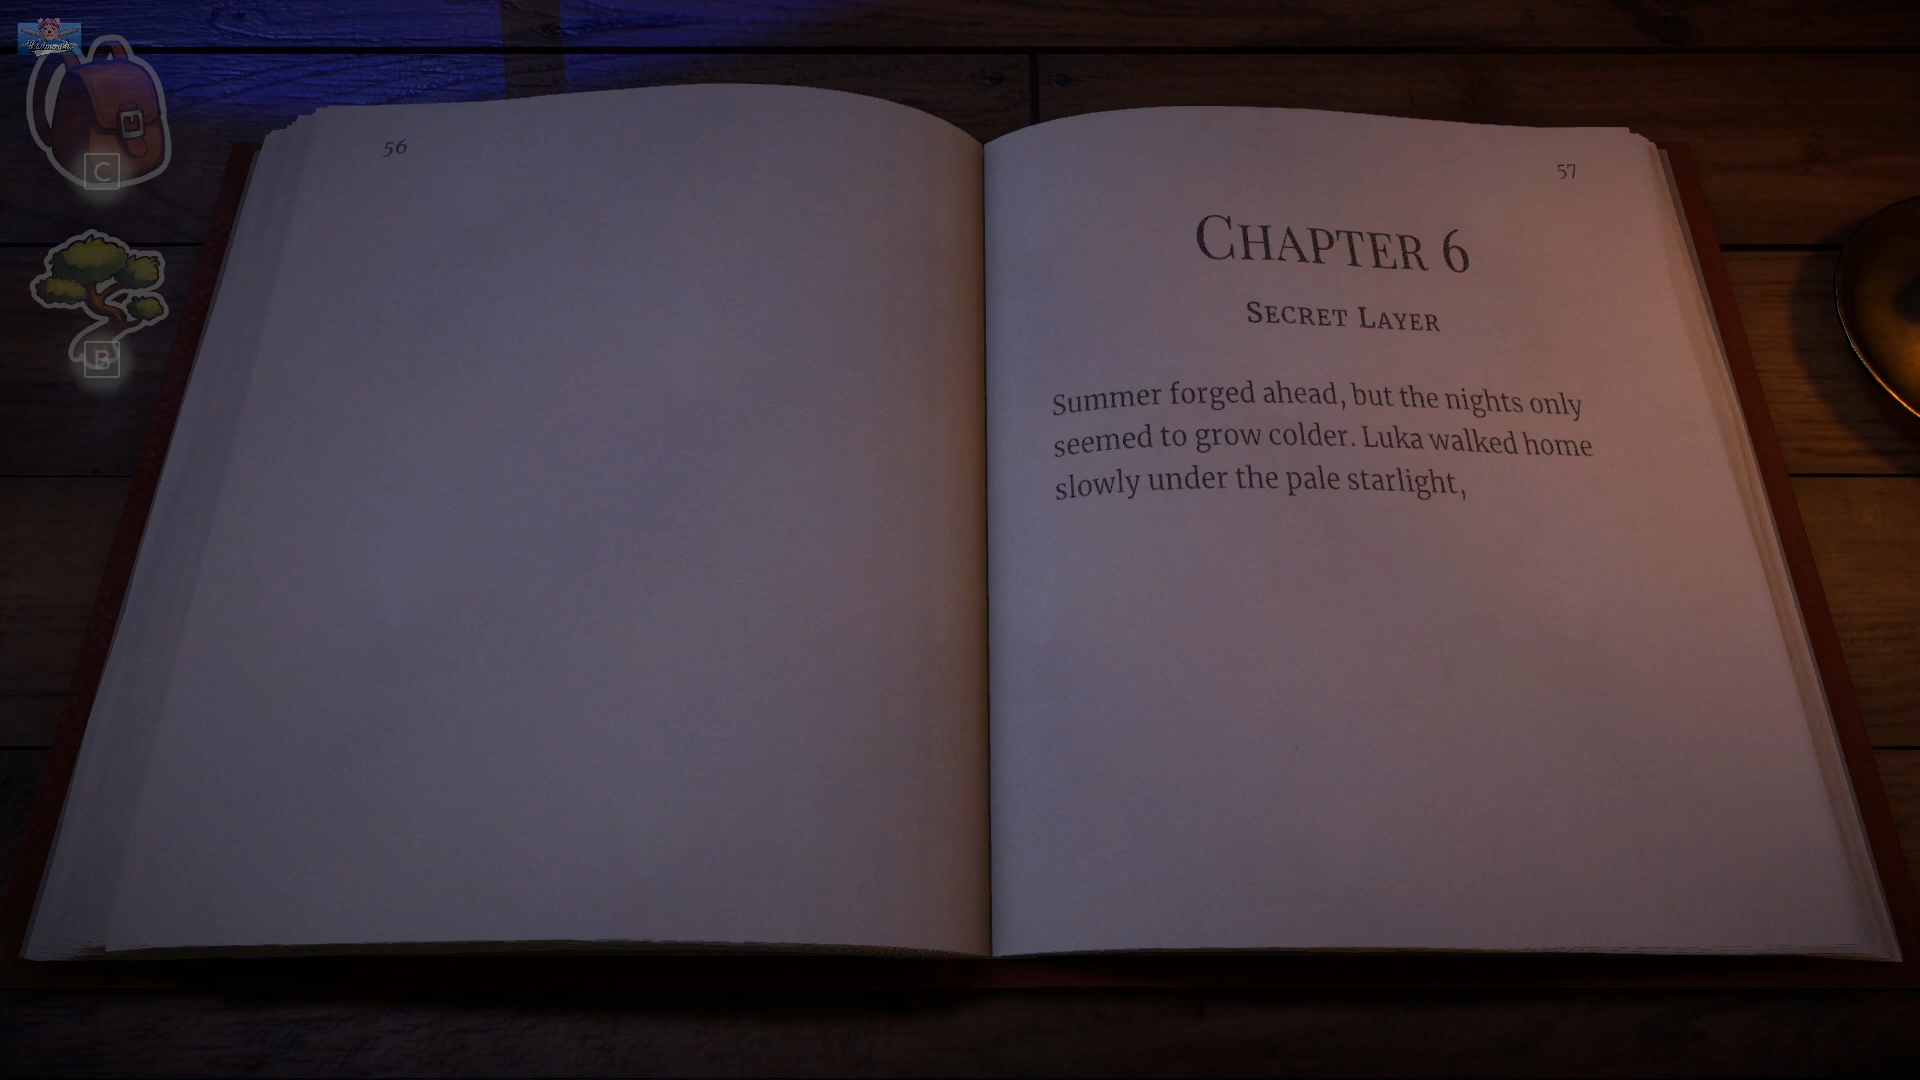 C
B
56
57
Chapter 6
Secret Layer
Summer forged ahead, but the nights only
seemed to grow colder. Luka walked home
slowly under the pale starlight,